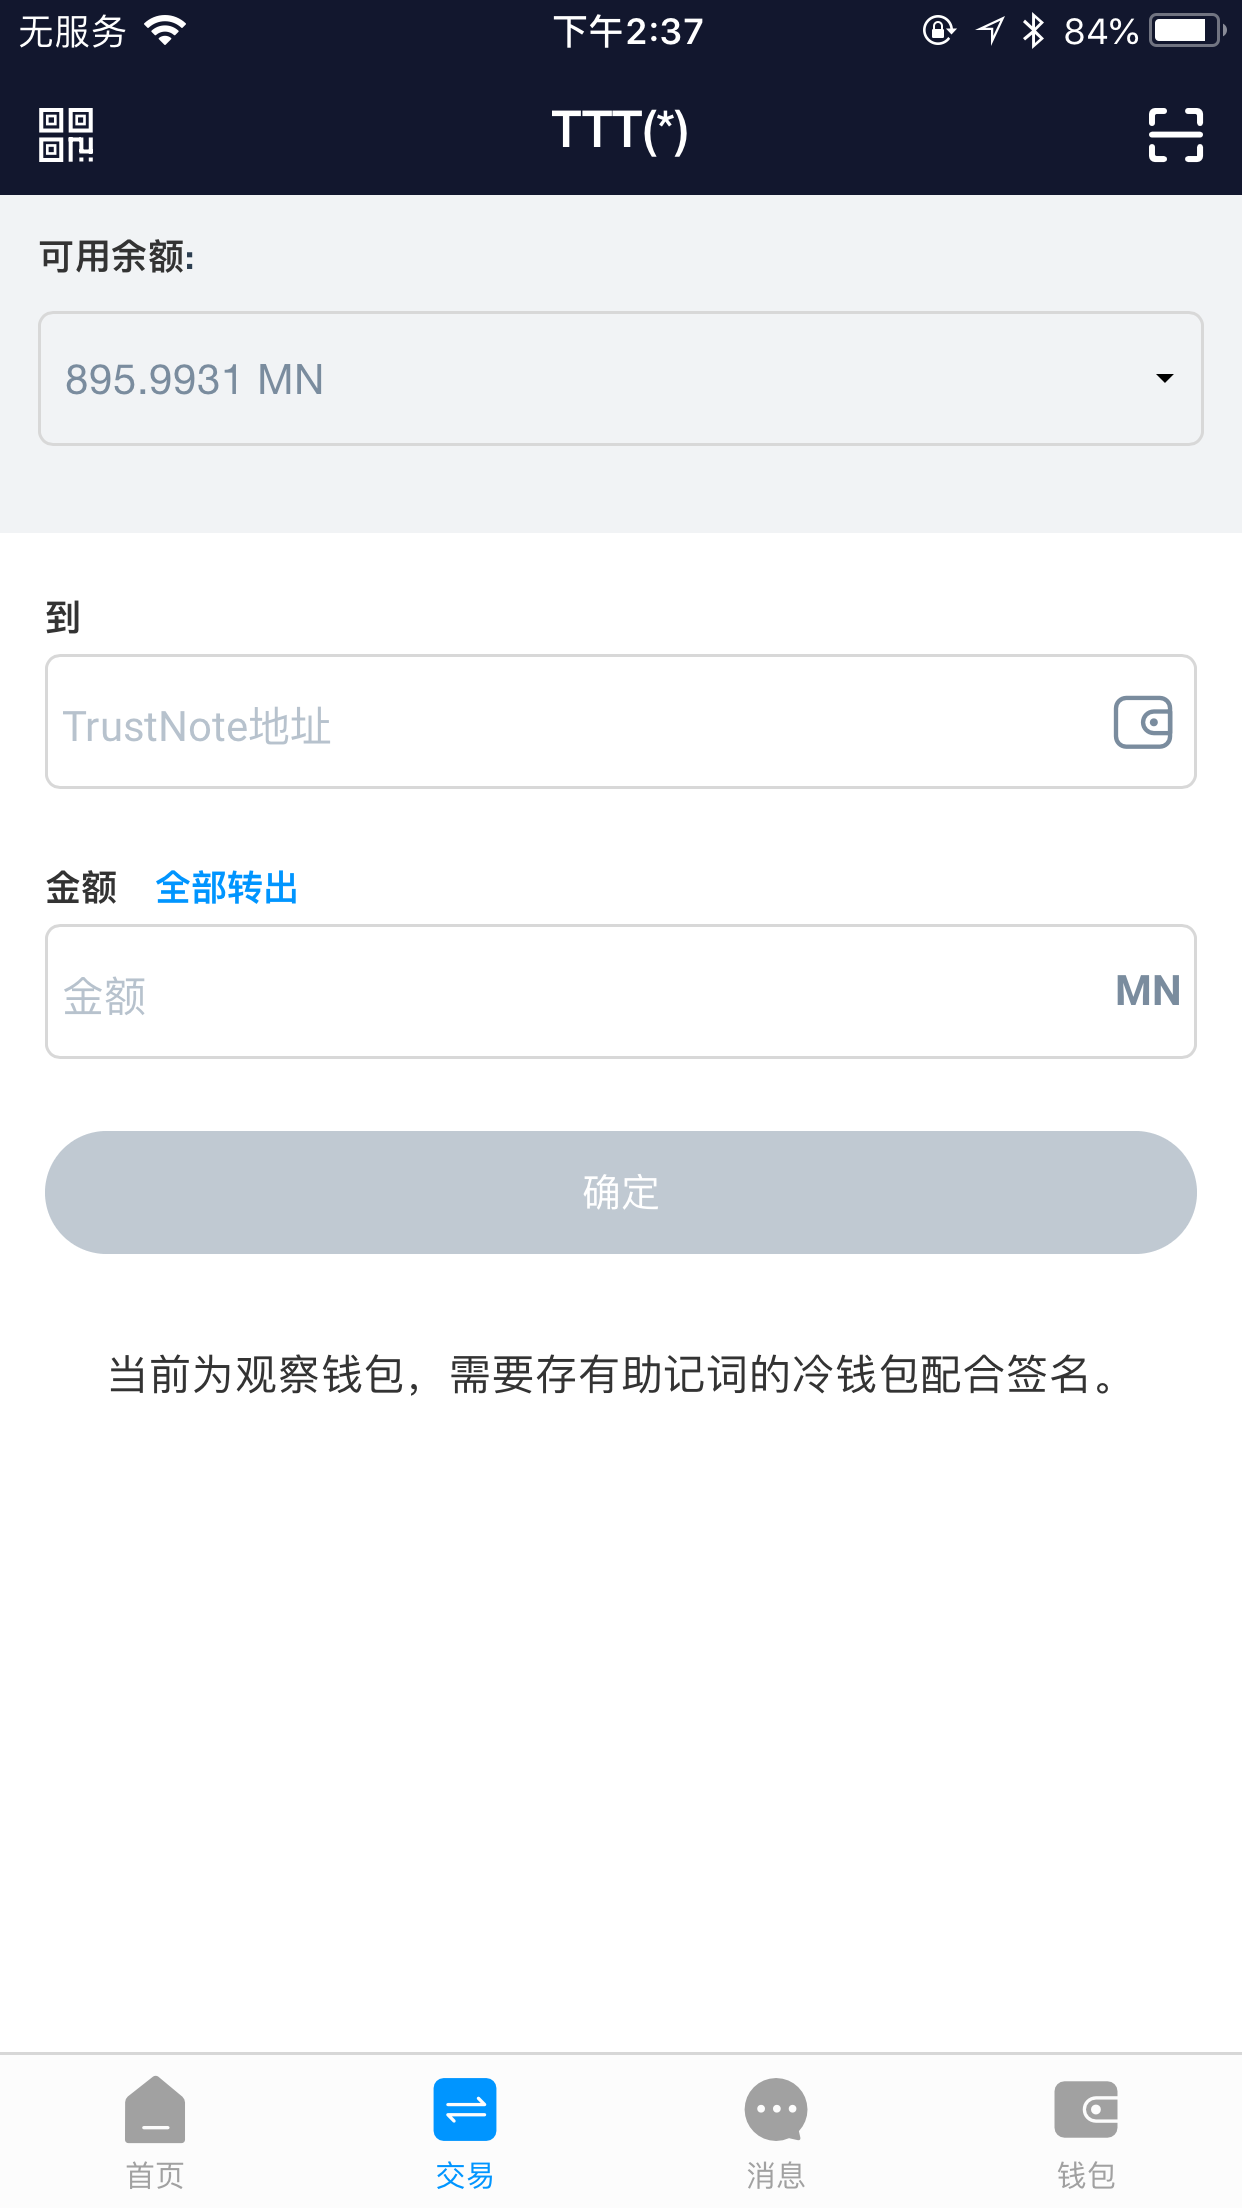 无服务 下午2:37 84%
TTT(*)
可用余额:
895.9931 MN
到
TrustNote地址
金额 全部转出
金额 MN
确定
当前为观察钱包，需要存有助记词的冷钱包配合签名。
首页 交易 消息 钱包